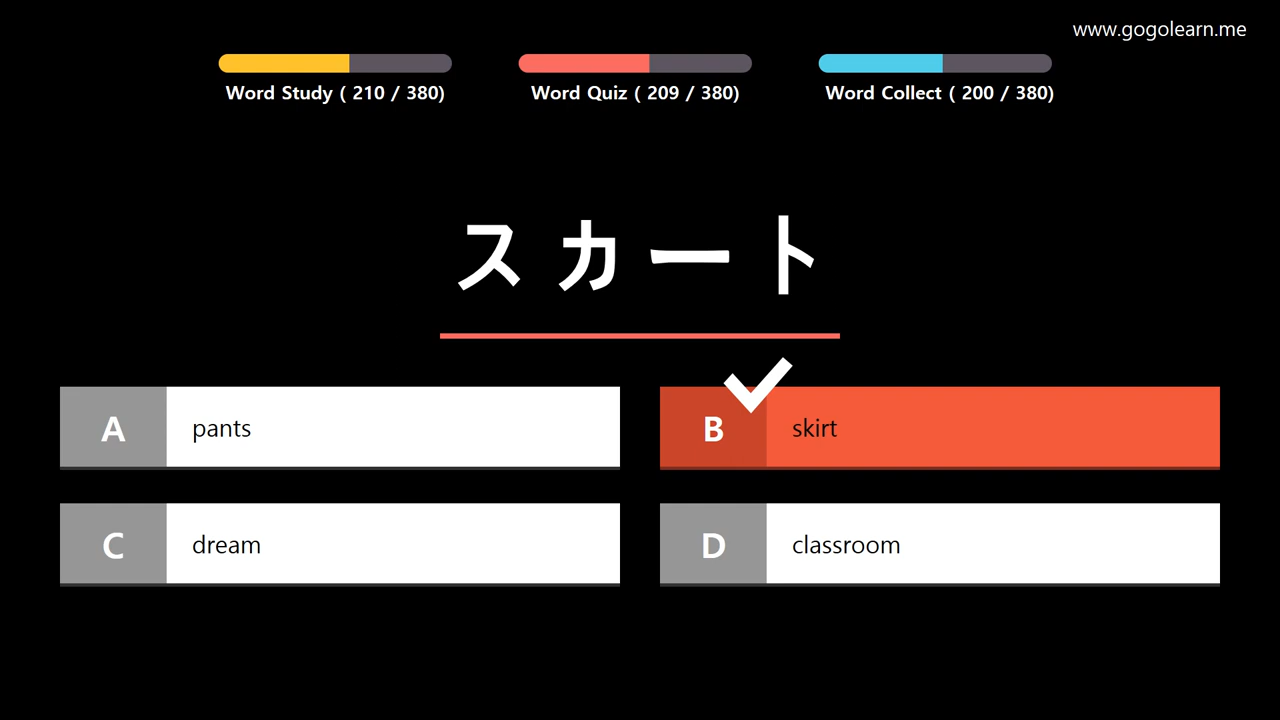 www.gogolearn.me
Word Study ( 210 / 380)
Word Quiz ( 209 / 380)
Word Collect ( 200 / 380)
スカート
A pants
B skirt
C dream
D classroom